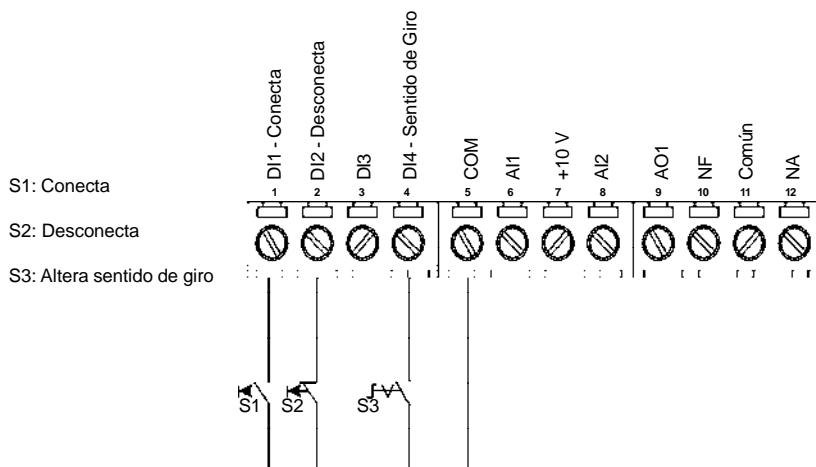 DI1 - Conecta
DI2 - Desconecta
DI3
DI4 - Sentido de Giro
COM
AI1
+10 V
AI2
AO1
NF
Común
NA
1 2 3 4 5 6 7 8 9 10 11 12
S1: Conecta
S2: Desconecta
S3: Altera sentido de giro
S1
S2
S3